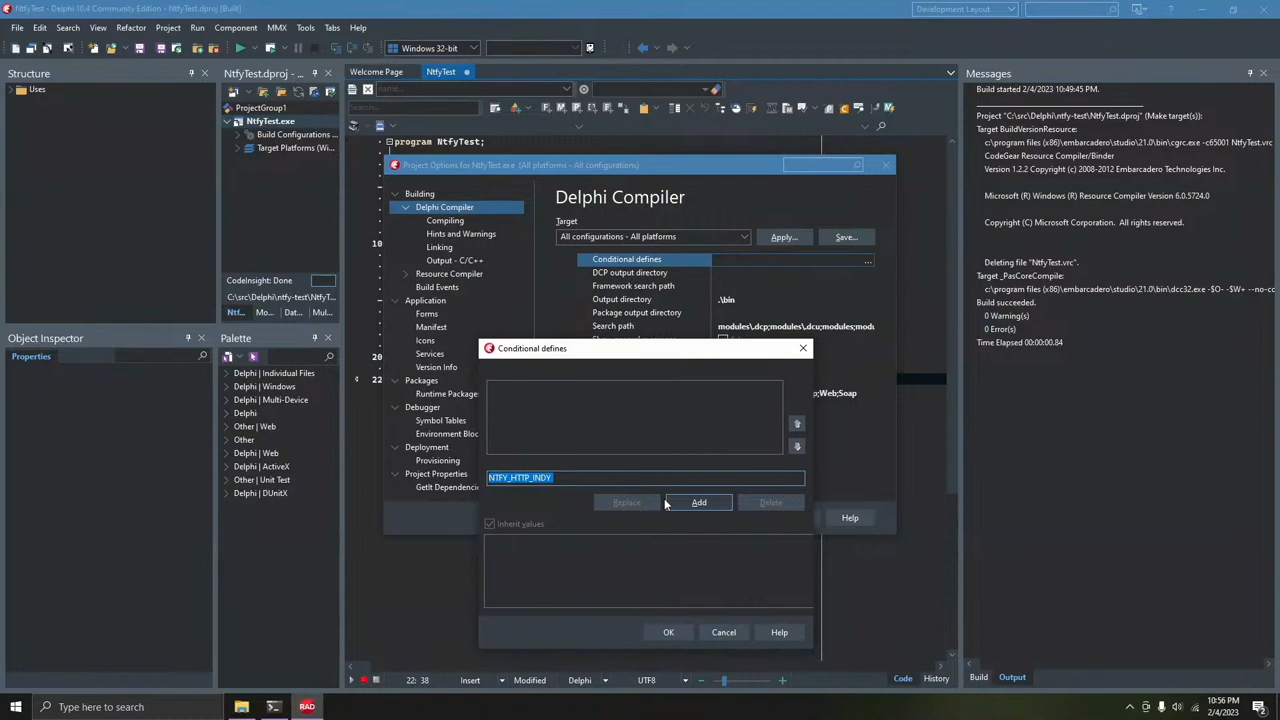 NtfyTest - Delphi 10.4 Community Edition - NtfyTest.dproj [Built]
Development Layout
File Edit Search View Refactor Project Run Component MMX Tools Tabs Help
Windows 32-bit
Structure
Uses
NtfyTest.dproj - ...
ProjectGroup1
NtfyTest.exe
Build Configurations ...
Target Platforms (Wi...
CodeInsight: Done
C:\src\Delphi\ntfy-test\NtfyT...
Ntf... Mo... Dat... Mul...
Object Inspector
Properties
Palette
Delphi | Individual Files
Delphi | Windows
Delphi | Multi-Device
Delphi
Other | Web
Other
Delphi | Web
Delphi | ActiveX
Other | Unit Test
Delphi | DUnitX
Welcome Page NtfyTest
name...
Search...
program NtfyTest;
10
20
22
Project Options for NtfyTest.exe (All platforms - All configurations)
Building
Delphi Compiler
Compiling
Hints and Warnings
Linking
Output - C/C++
Resource Compiler
Build Events
Application
Forms
Manifest
Icons
Services
Version Info
Packages
Runtime Package
Debugger
Symbol Tables
Environment Bloc
Deployment
Provisioning
Project Properties
GetIt Dependencie
Delphi Compiler
Target
All configurations - All platforms
Apply... Save...
Conditional defines ...
DCP output directory
Framework search path
Output directory .\bin
Package output directory
Search path modules\.dcp;modules\.dcu;modules;modu
p;Web;Soap
Help
Conditional defines
NTFY_HTTP_INDY
Replace Add Delete
Inherit values
OK Cancel Help
22: 38 Insert Modified Delphi UTF8 Code History
Messages
Build started 2/4/2023 10:49:45 PM.
Project "C:\src\Delphi\ntfy-test\NtfyTest.dproj" (Make target(s)):
Target BuildVersionResource:
c:\program files (x86)\embarcadero\studio\21.0\bin\cgrc.exe -c65001 NtfyTest.vrc
CodeGear Resource Compiler/Binder
Version 1.2.2 Copyright (c) 2008-2012 Embarcadero Technologies Inc.
Microsoft (R) Windows (R) Resource Compiler Version 6.0.5724.0
Copyright (C) Microsoft Corporation. All rights reserved.
Deleting file "NtfyTest.vrc".
Target _PasCoreCompile:
c:\program files (x86)\embarcadero\studio\21.0\bin\dcc32.exe -$O- -$W+ --no-co
Build succeeded.
0 Warning(s)
0 Error(s)
Time Elapsed 00:00:00.84
Build Output
Type here to search
RAD
10:56 PM
2/4/2023
2